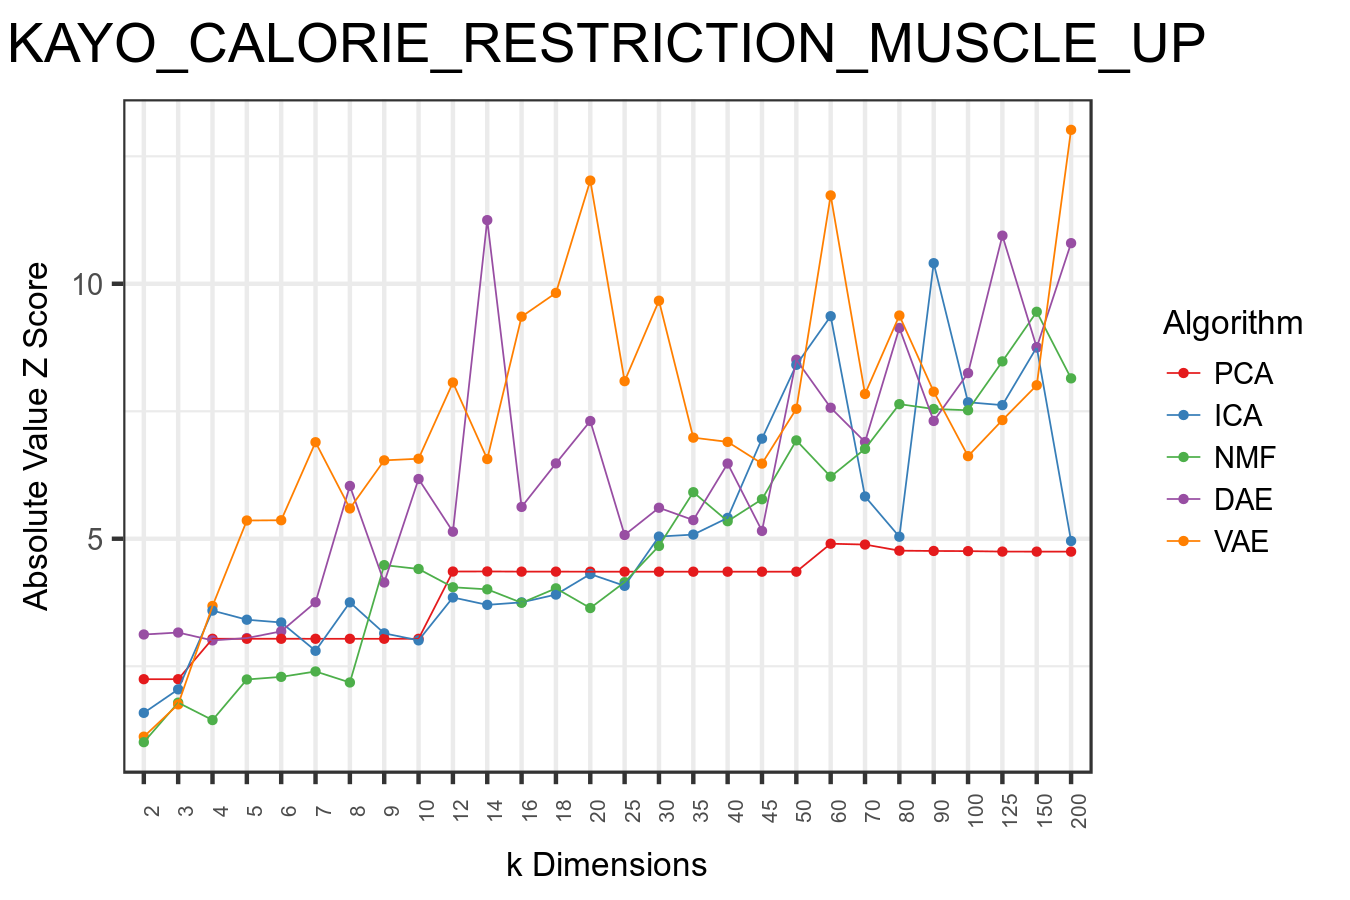 KAYO_CALORIE_RESTRICTION_MUSCLE_UP
Absolute Value Z Score
10
5
2 3 4 5 6 7 8 9 10 12 14 16 18 20 25 30 35 40 45 50 60 70 80 90 100 125 150 200
k Dimensions
Algorithm
PCA
ICA
NMF
DAE
VAE